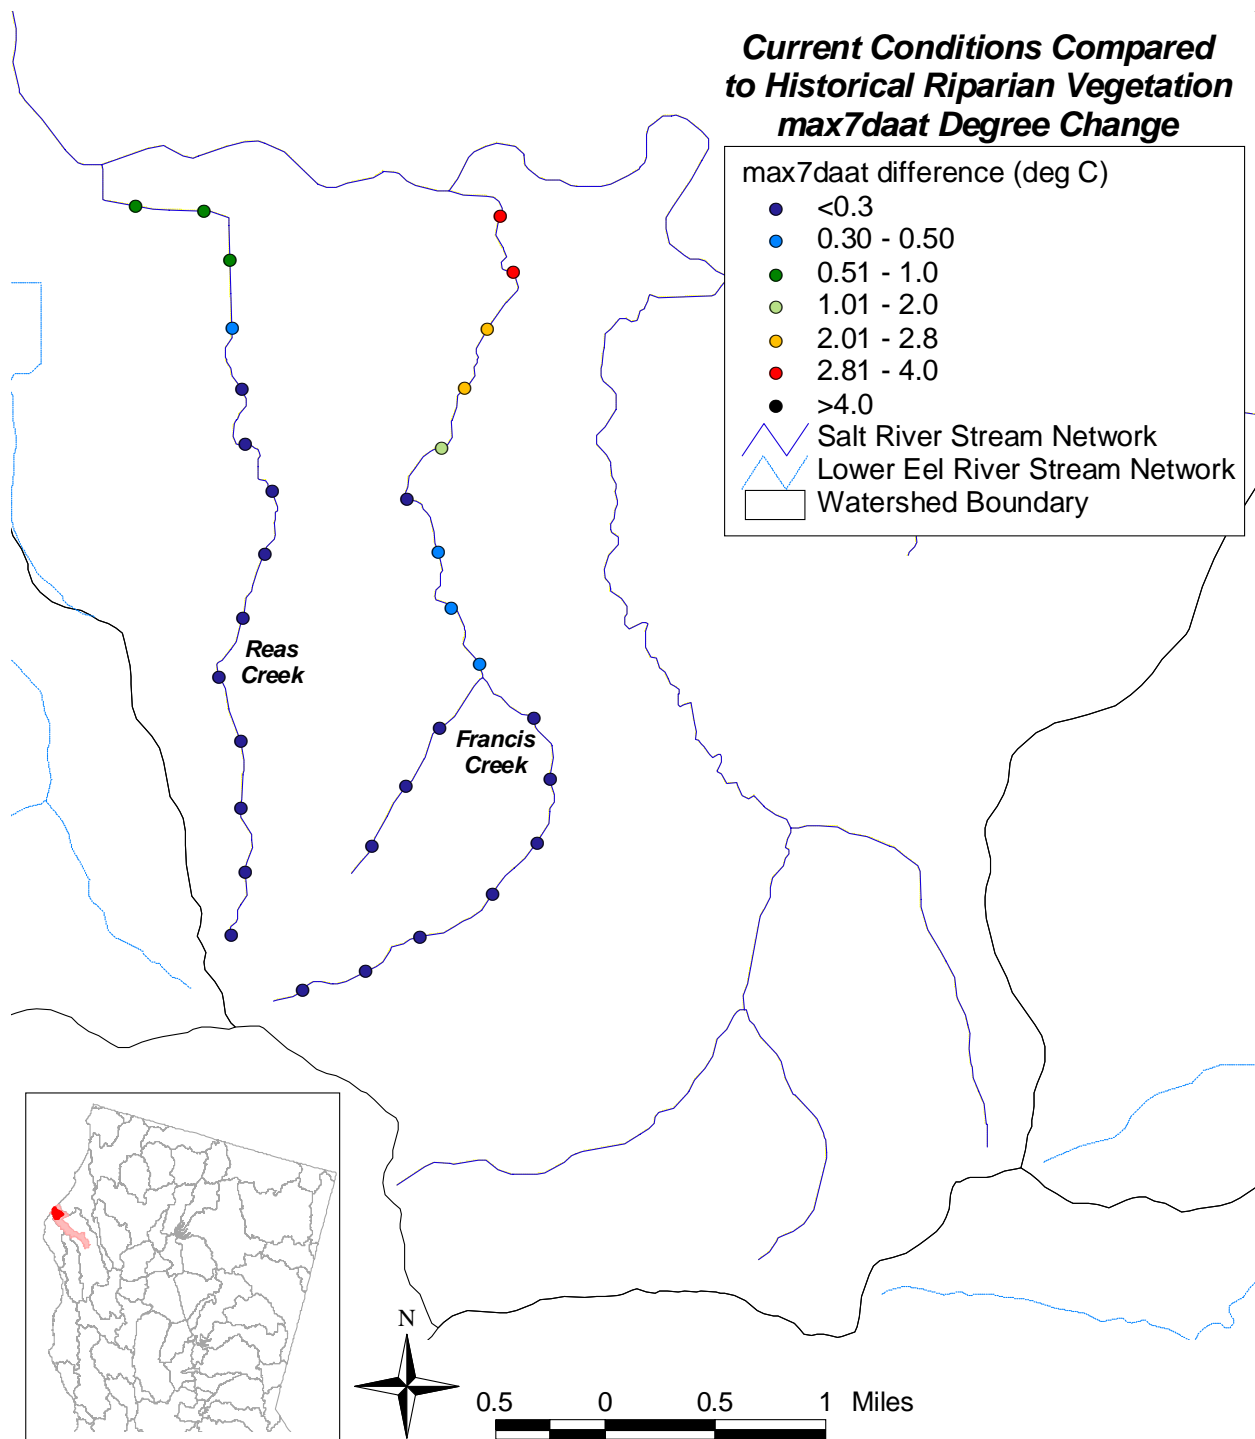 Current Conditions Compared
to Historical Riparian Vegetation
max7daat Degree Change
max7daat difference (deg C)
<0.3
0.30 - 0.50
0.51 - 1.0
1.01 - 2.0
2.01 - 2.8
2.81 - 4.0
>4.0
Salt River Stream Network
Lower Eel River Stream Network
Watershed Boundary
Reas
Creek
Francis
Creek
N
0.5 0 0.5 1 Miles